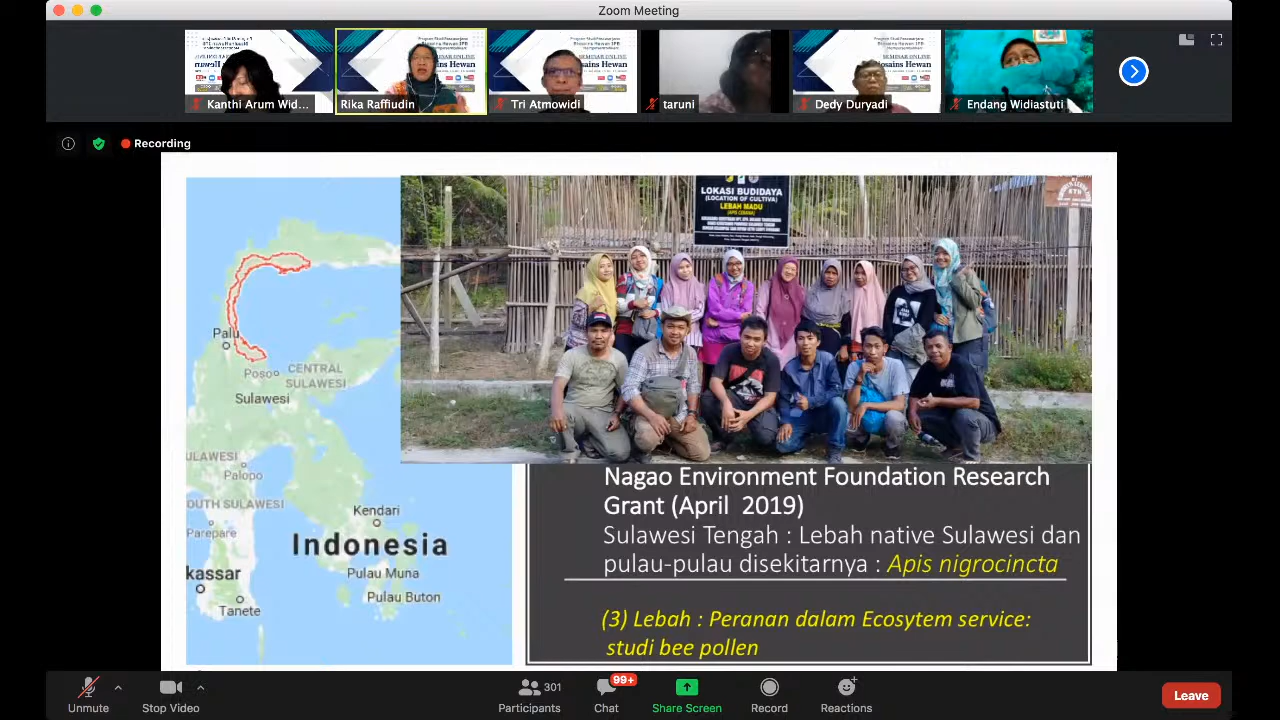 Zoom Meeting
Kanthi Arum Wid...
Rika Raffiudin
Tri Atmowidi
taruni
Dedy Duryadi
Endang Widiastuti
Recording
LOKASI BUDIDAYA
(LOCATION OF CULTIVA)
LEBAH MADU
(APIS CERANA)
Palu
Poso
CENTRAL
SULAWESI
Sulawesi
ULAWESI
Palopo
OUTH SULAWESI
Parepare
Kendari
Indonesia
Pulau Muna
kassar
Pulau Buton
Tanete
Nagao Environment Foundation Research
Grant (April 2019)
Sulawesi Tengah : Lebah native Sulawesi dan
pulau-pulau disekitarnya : Apis nigrocincta
(3) Lebah : Peranan dalam Ecosytem service:
studi bee pollen
Unmute
Stop Video
301
Participants
99+
Chat
Share Screen
Record
Reactions
Leave